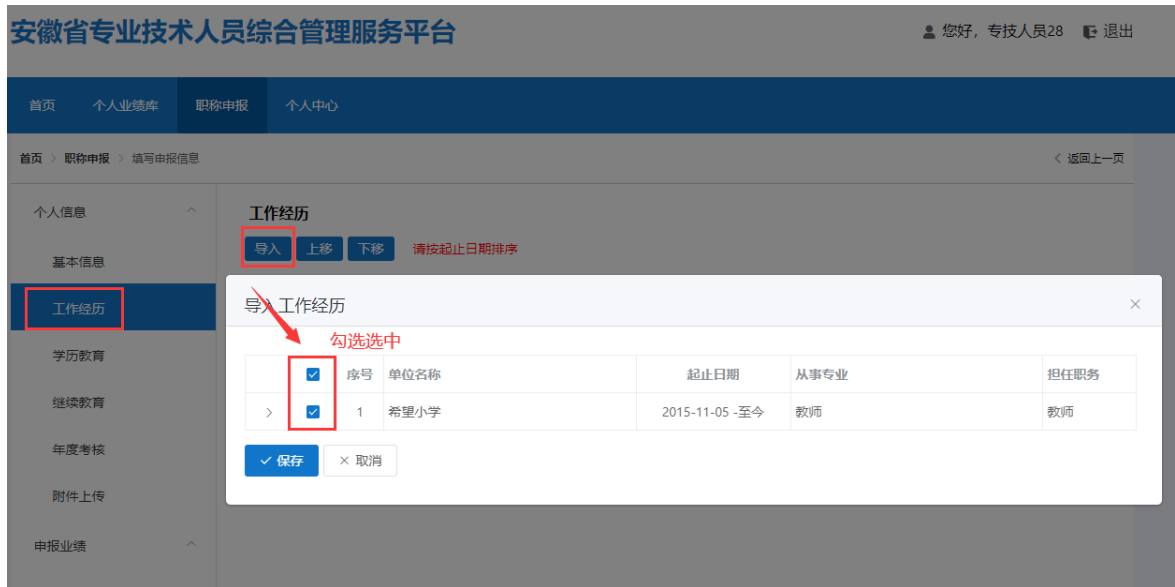 安徽省专业技术人员综合管理服务平台
您好，专技人员28 退出
首页 个人业绩库 职称申报 个人中心
首页 > 职称申报 > 填写申报信息 < 返回上一页
个人信息
基本信息
工作经历
学历教育
继续教育
年度考核
附件上传
申报业绩
工作经历
导入 上移 下移 请按起止日期排序
导入工作经历 ×
勾选选中
序号 单位名称 起止日期 从事专业 担任职务
> 1 希望小学 2015-11-05 -至今 教师 教师
保存 × 取消